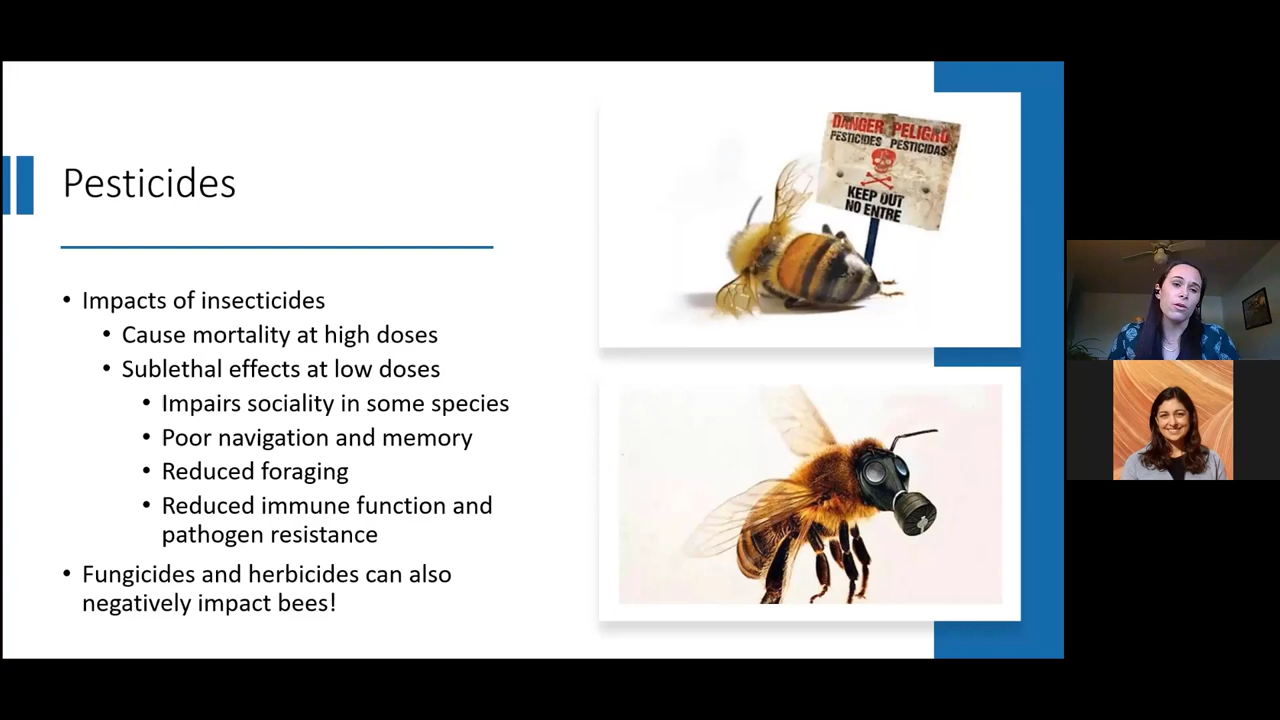 Pesticides
• Impacts of insecticides
• Cause mortality at high doses
• Sublethal effects at low doses
• Impairs sociality in some species
• Poor navigation and memory
• Reduced foraging
• Reduced immune function and
pathogen resistance
• Fungicides and herbicides can also
negatively impact bees!
DANGER PELIGRO
PESTICIDES PESTICIDAS
KEEP OUT
NO ENTRE